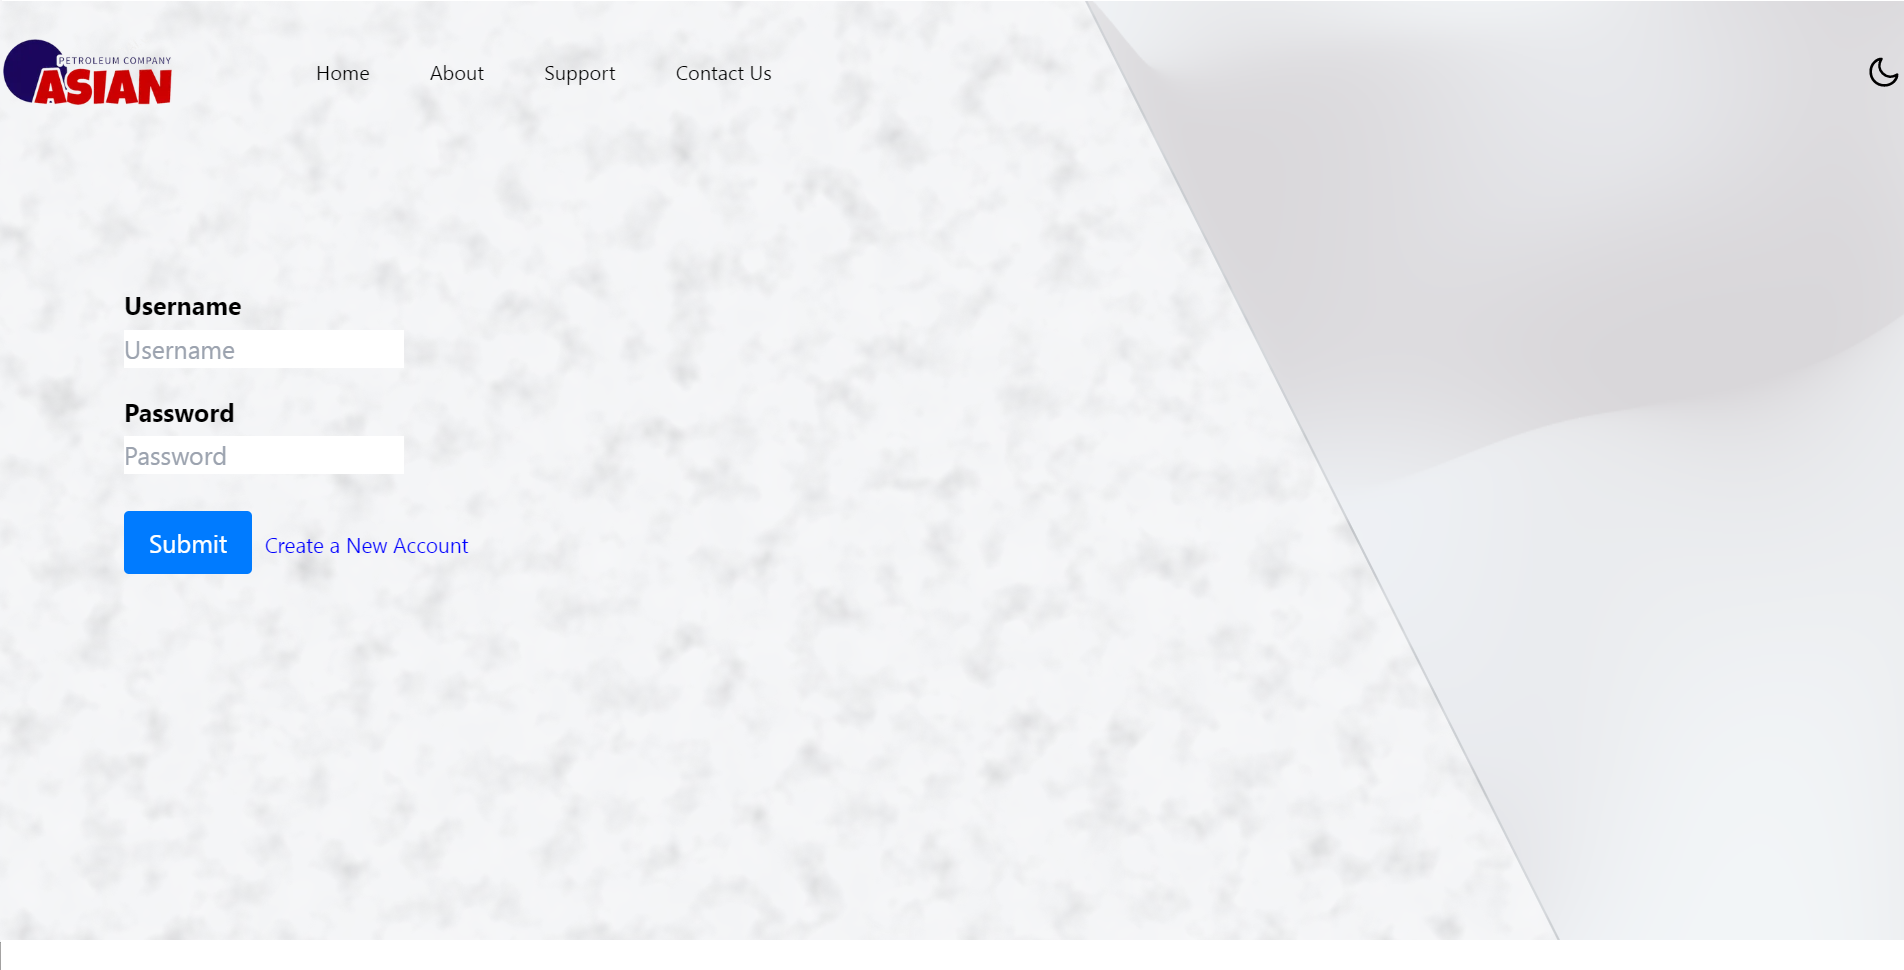 PETROLEUM COMPANY
ASIAN
Home
About
Support
Contact Us
Username
Username
Password
Password
Submit
Create a New Account